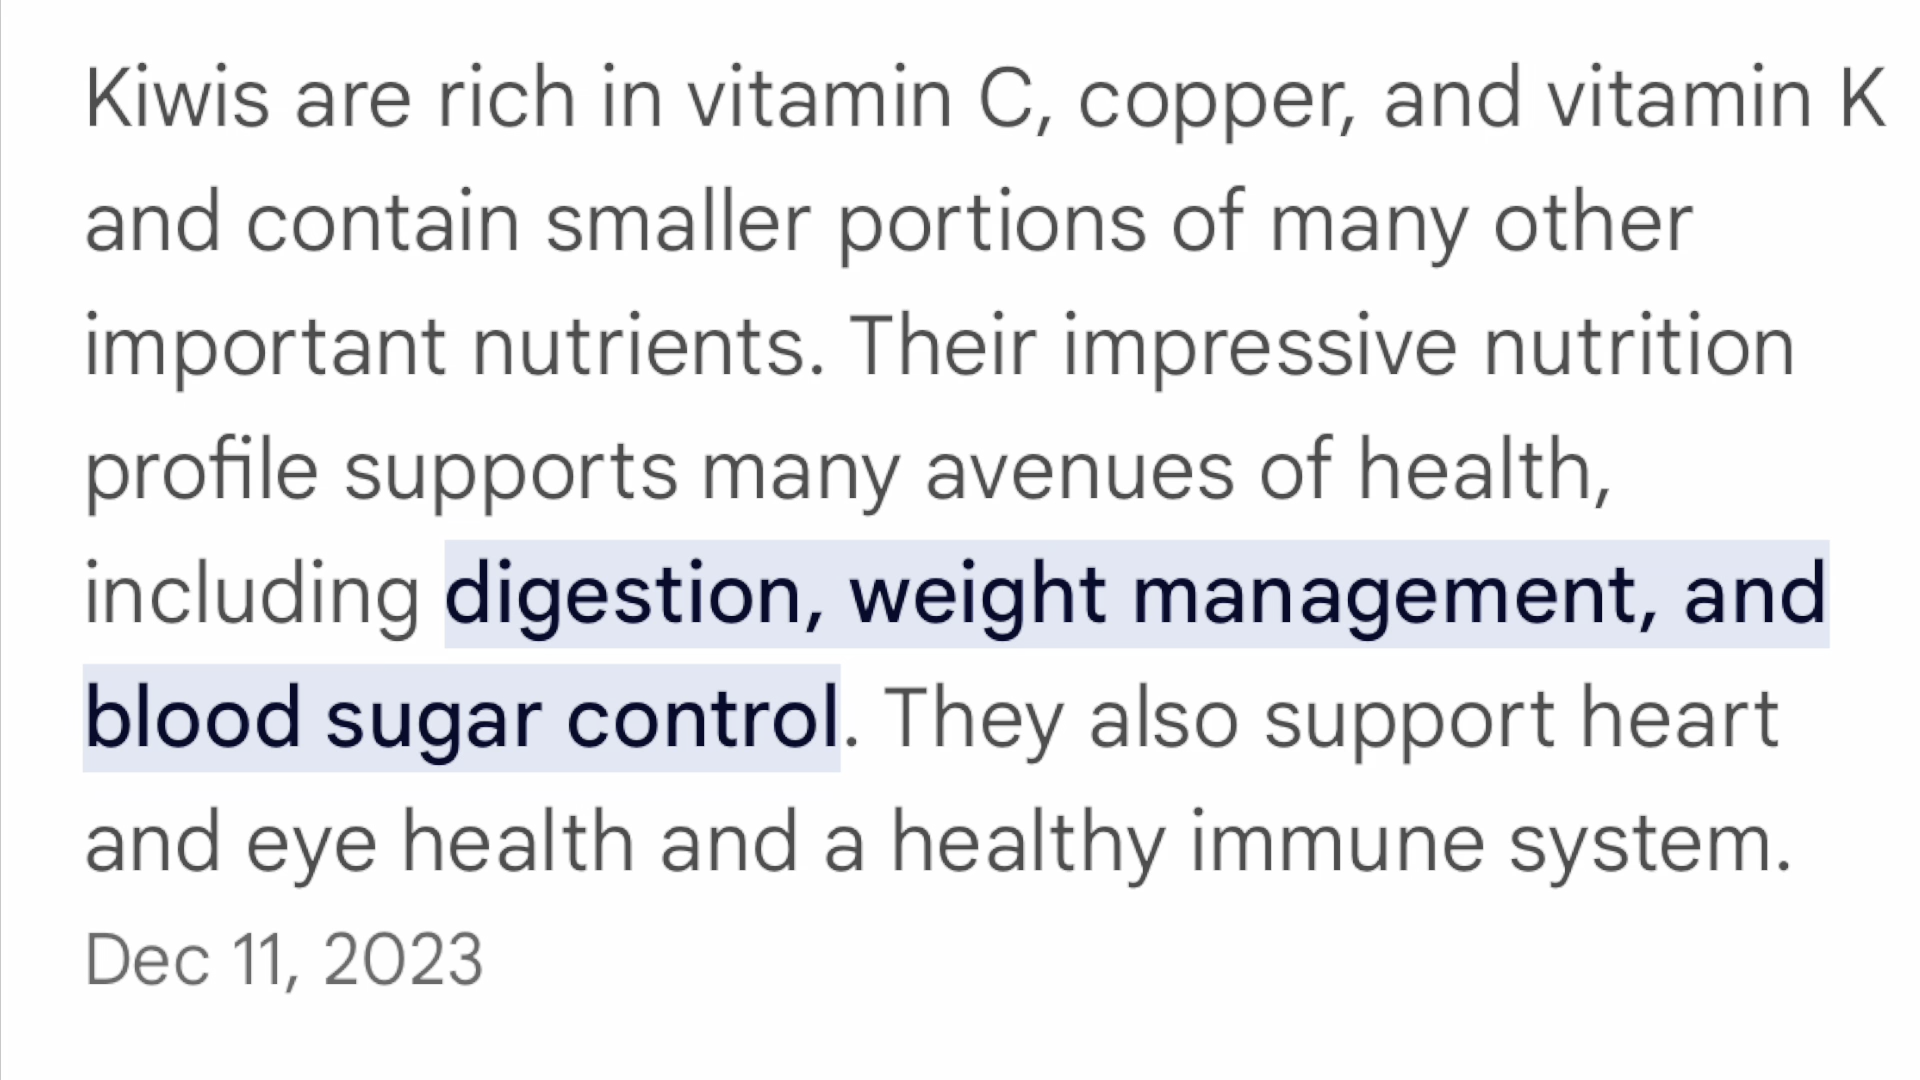 Kiwis are rich in vitamin C, copper, and vitamin K
and contain smaller portions of many other
important nutrients. Their impressive nutrition
profile supports many avenues of health,
including digestion, weight management, and
blood sugar control. They also support heart
and eye health and a healthy immune system.
Dec 11, 2023